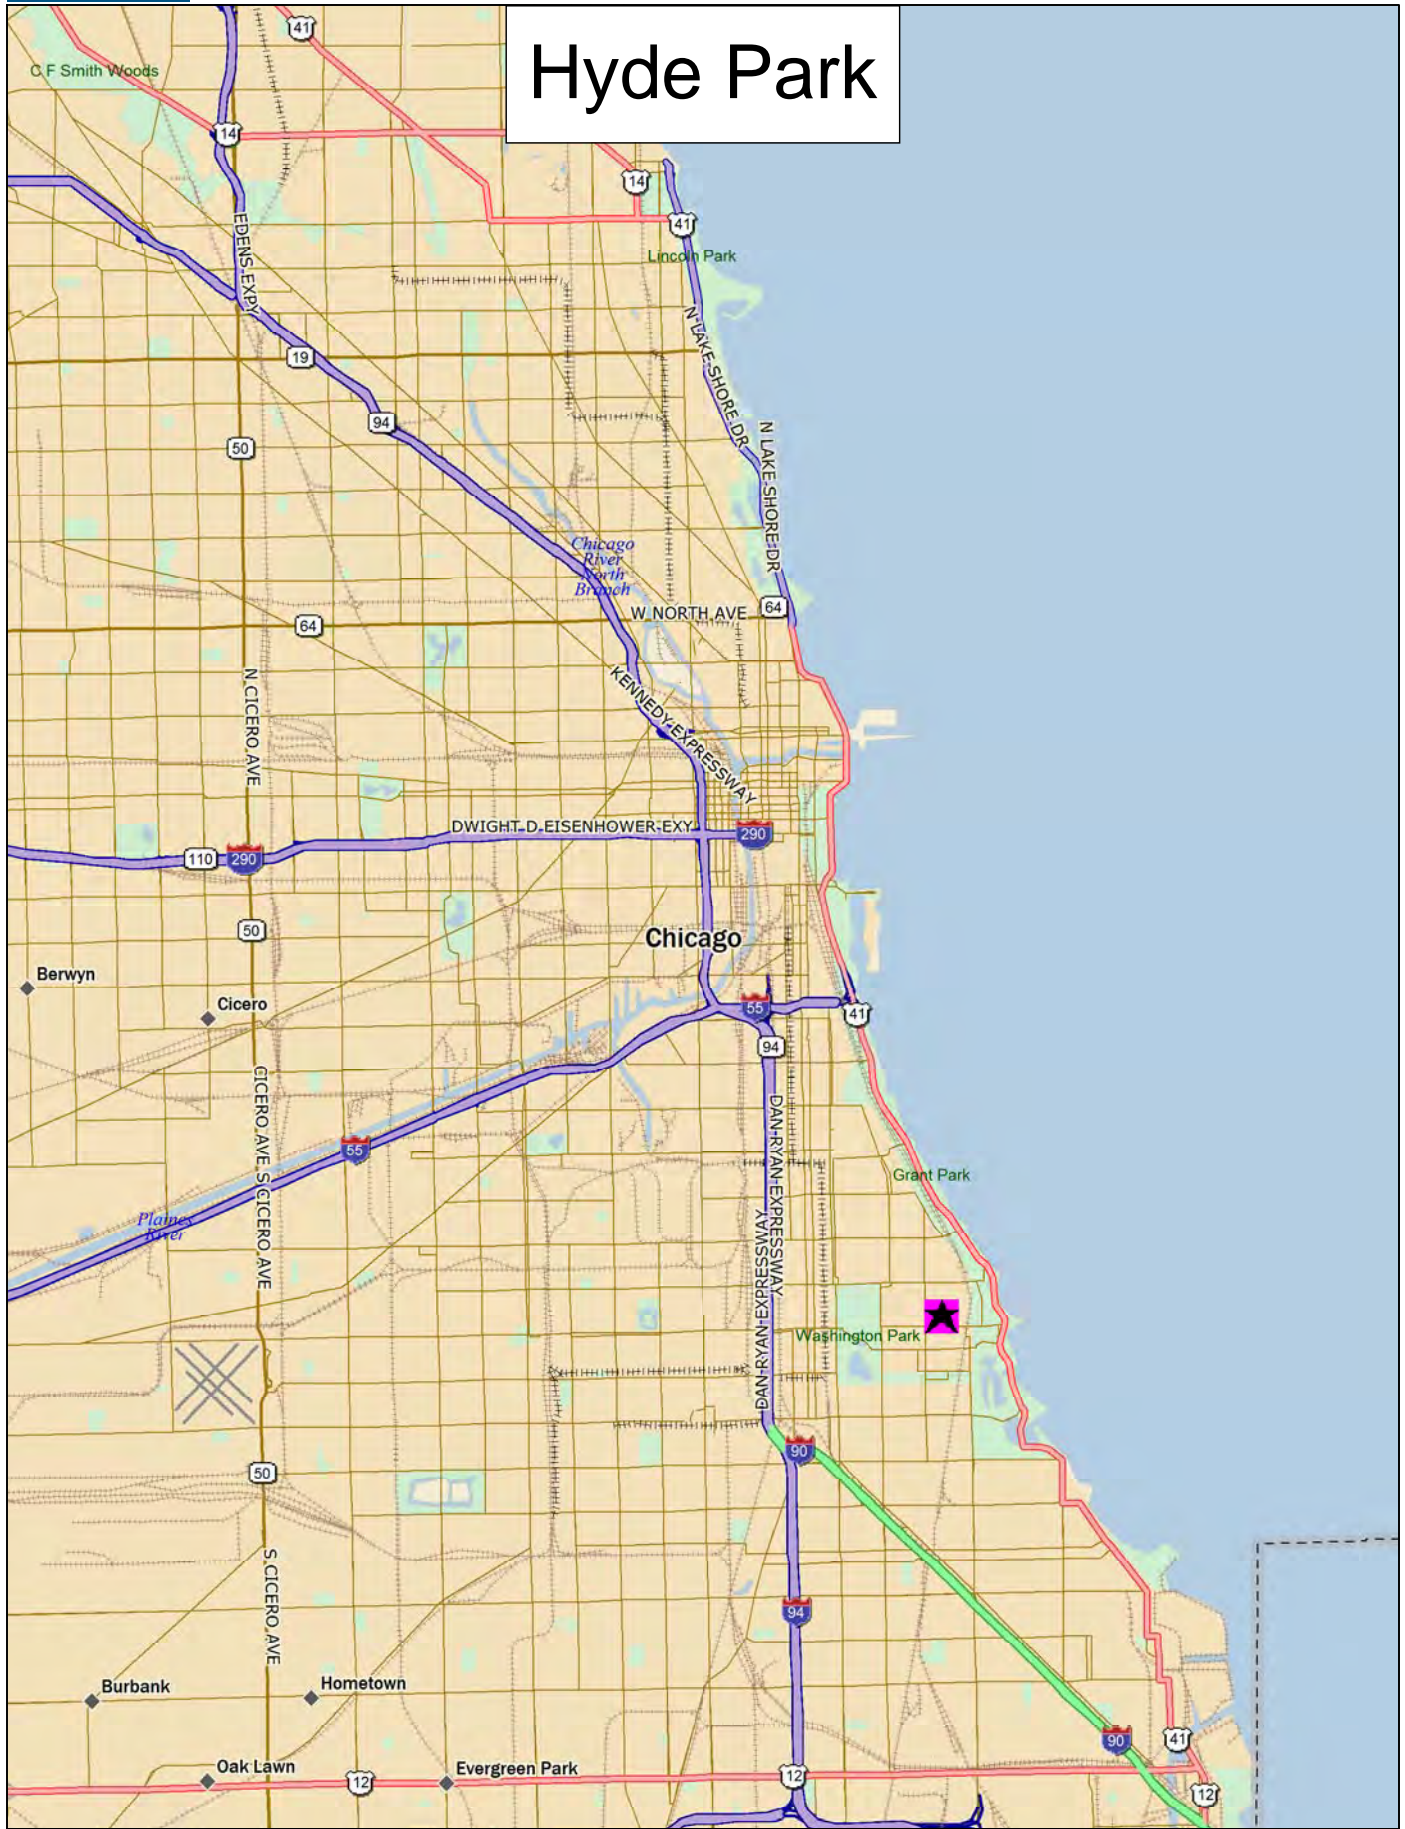 41
Hyde Park
C F Smith Woods
14
14
EDENS EXPY
41
Lincoln Park
N LAKE SHORE DR
19
94
N LAKE SHORE DR
50
Chicago
River
North
Branch
64
W NORTH AVE
64
N CICERO AVE
KENNEDY EXPRESSWAY
DWIGHT D EISENHOWER EXY
290
110
290
50
Chicago
Berwyn
Cicero
55
41
94
CICERO AVE
DAN RYAN EXPRESSWAY
55
Grant Park
S CICERO AVE
Plaines
River
DAN RYAN EXPRESSWAY
Washington Park
90
50
S CICERO AVE
94
Burbank
Hometown
90
41
Oak Lawn
12
Evergreen Park
12
12